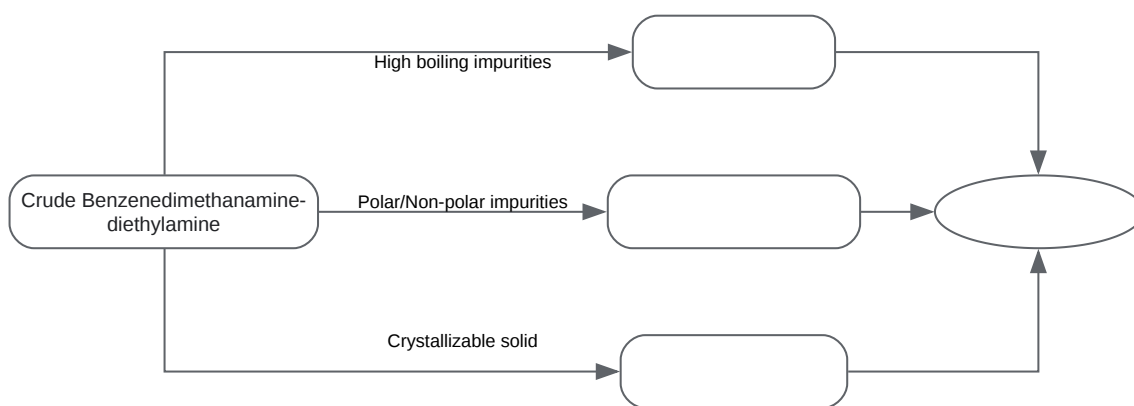 High boiling impurities
Crude Benzenedimethanamine-
diethylamine
Polar/Non-polar impurities
Crystallizable solid